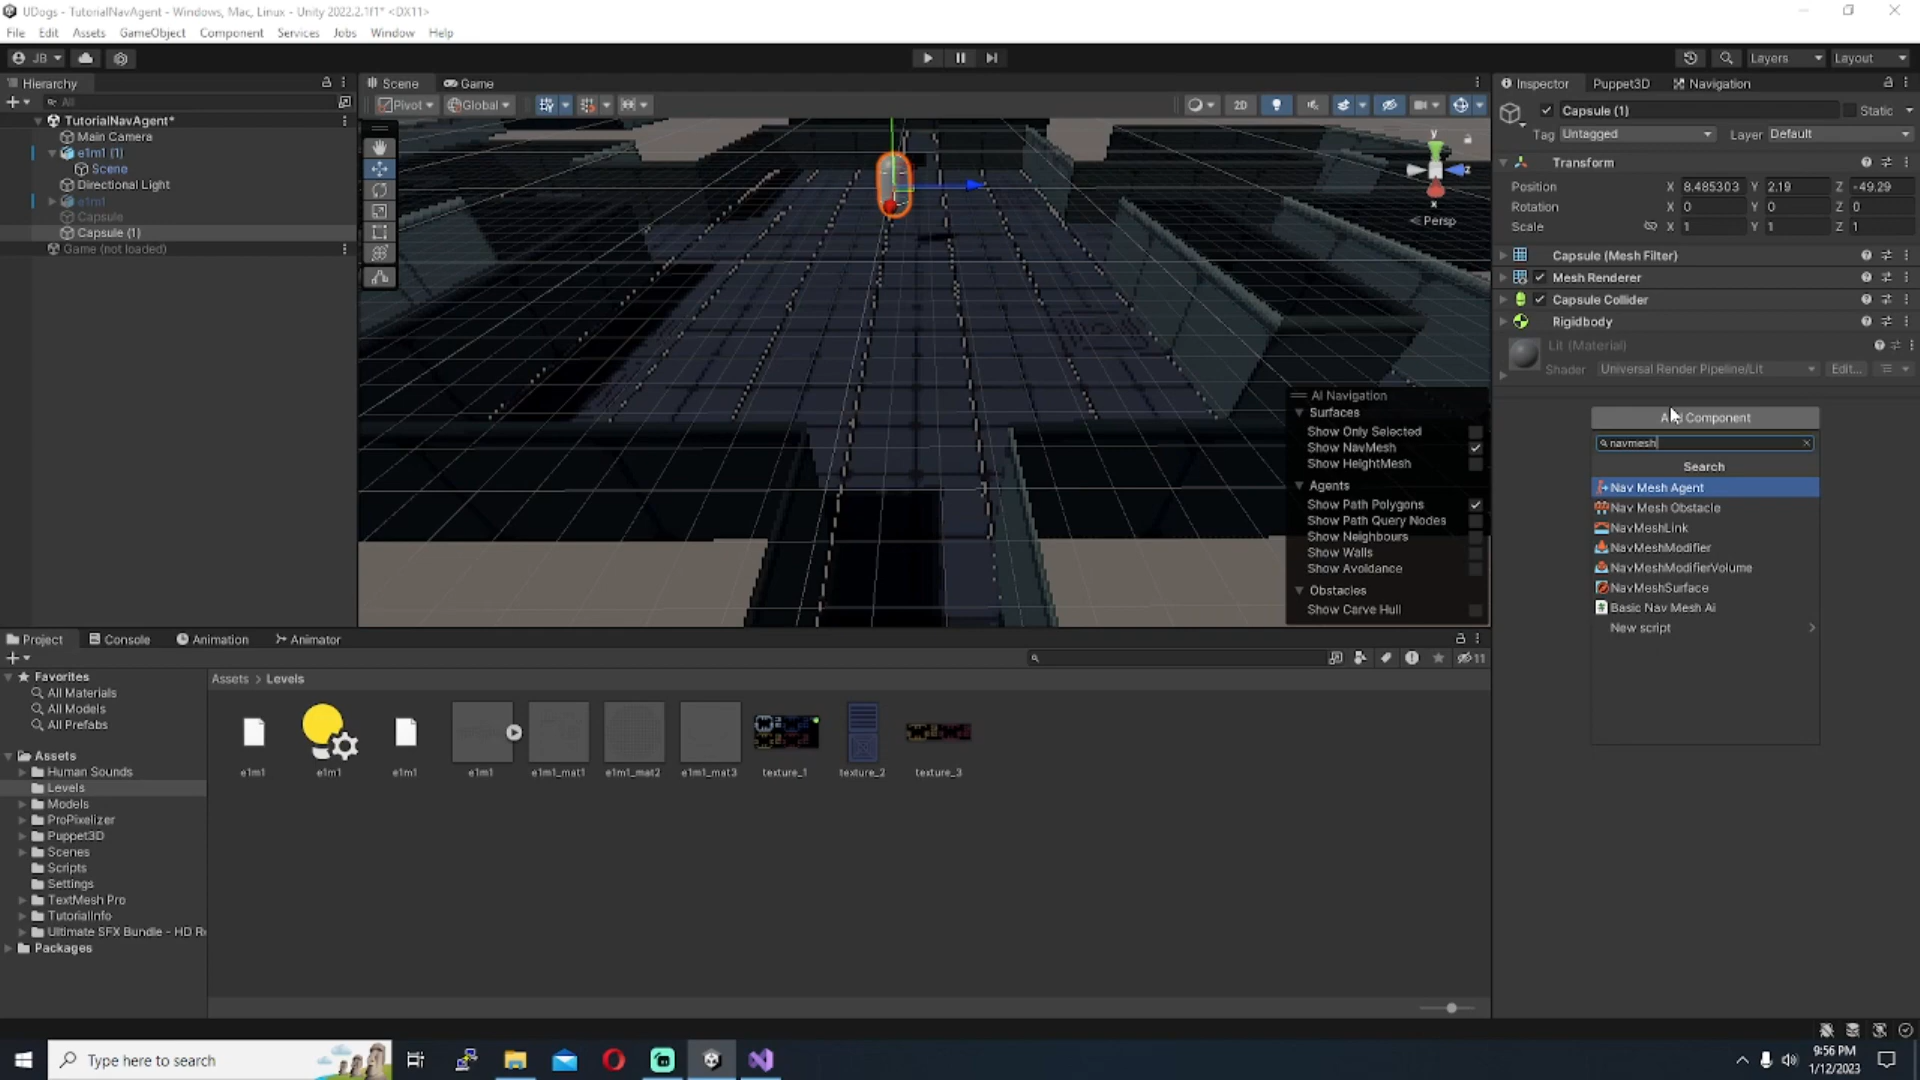 UDogs - TutorialNavAgent - Windows, Mac, Linux - Unity 2022.2.1f1* <DX11>
File Edit Assets GameObject Component Services Jobs Window Help
JB Layers Layout
Hierarchy
All
TutorialNavAgent*
Main Camera
e1m1 (1)
Scene
Directional Light
e1m1
Capsule
Capsule (1)
Game (not loaded)
Scene Game
Pivot Global 2D
y
z
x
Persp
AI Navigation
Surfaces
Show Only Selected
Show NavMesh
Show HeightMesh
Agents
Show Path Polygons
Show Path Query Nodes
Show Neighbours
Show Walls
Show Avoidance
Obstacles
Show Carve Hull
Inspector Puppet3D Navigation
Capsule (1) Static
Tag Untagged Layer Default
Transform
Position X 8.485303 Y 2.19 Z -49.29
Rotation X 0 Y 0 Z 0
Scale X 1 Y 1 Z 1
Capsule (Mesh Filter)
Mesh Renderer
Capsule Collider
Rigidbody
Lit (Material)
Shader Universal Render Pipeline/Lit Edit...
Add Component
navmesh
Search
Nav Mesh Agent
Nav Mesh Obstacle
NavMeshLink
NavMeshModifier
NavMeshModifierVolume
NavMeshSurface
Basic Nav Mesh Ai
New script
Project Console Animation Animator
11
Favorites
All Materials
All Models
All Prefabs
Assets
Human Sounds
Levels
Models
ProPixelizer
Puppet3D
Scenes
Scripts
Settings
TextMesh Pro
TutorialInfo
Ultimate SFX Bundle - HD Re
Packages
Assets > Levels
e1m1 e1m1 e1m1 e1m1 e1m1_mat1 e1m1_mat2 e1m1_mat3 texture_1 texture_2 texture_3
Type here to search
9:56 PM
1/12/2023